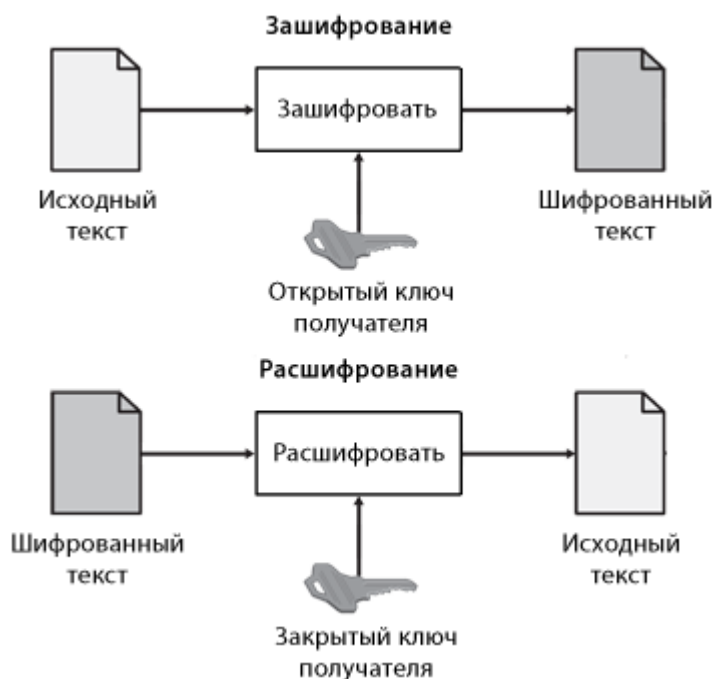 Зашифрование
Зашифровать
Исходный
текст
Шифрованный
текст
Открытый ключ
получателя
Расшифрование
Расшифровать
Шифрованный
текст
Исходный
текст
Закрытый ключ
получателя